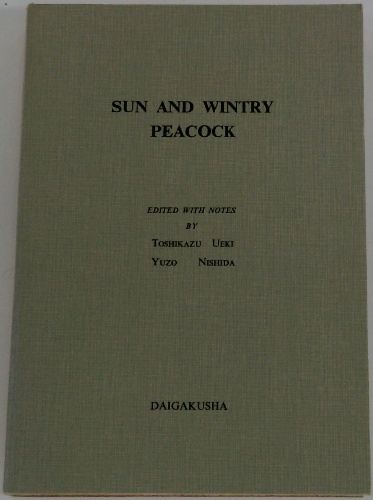 SUN AND WINTRY
PEACOCK
EDITED WITH NOTES
BY
TOSHIKAZU UEKI
YUZO NISHIDA
DAIGAKUSHA